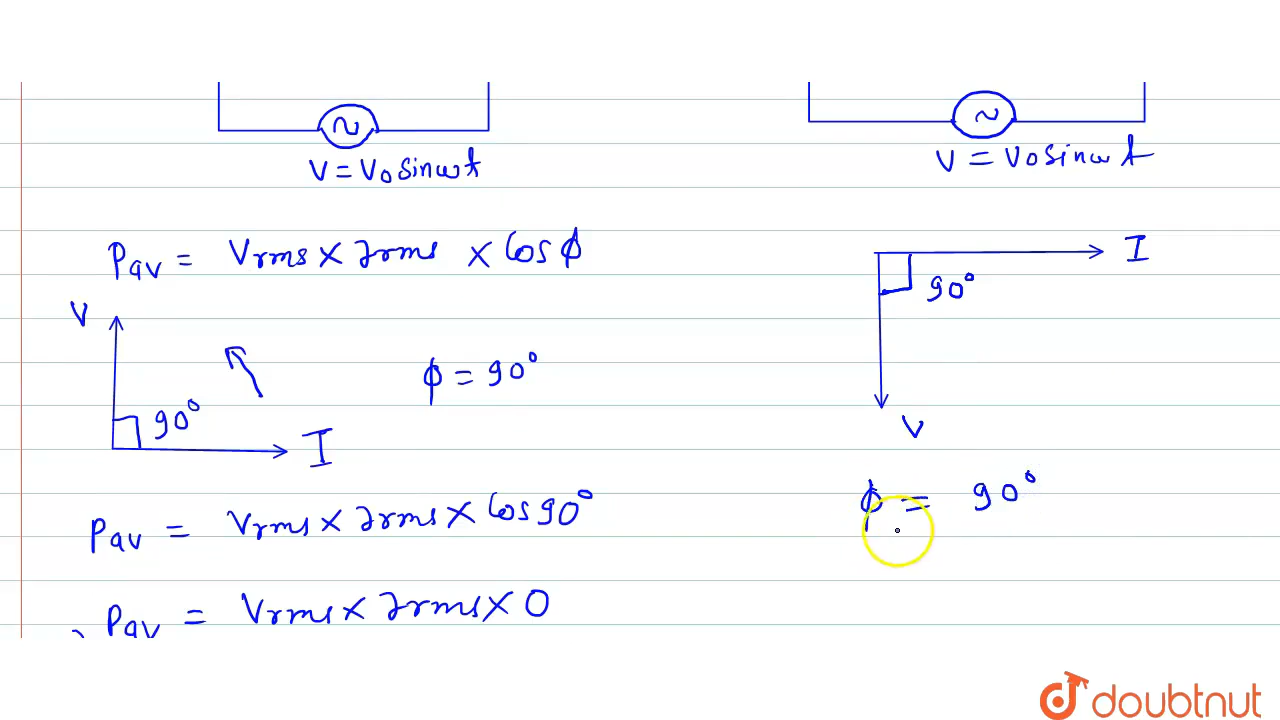 V = V0 sinωt
Pav = Vrms × Irms × Cos ϕ
V
90°
I
ϕ = 90°
Pav = Vrms × Irms × Cos 90°
Pav = Vrms × Irms × 0
V = V0 sinωt
I
90°
V
ϕ = 90°
doubtnut